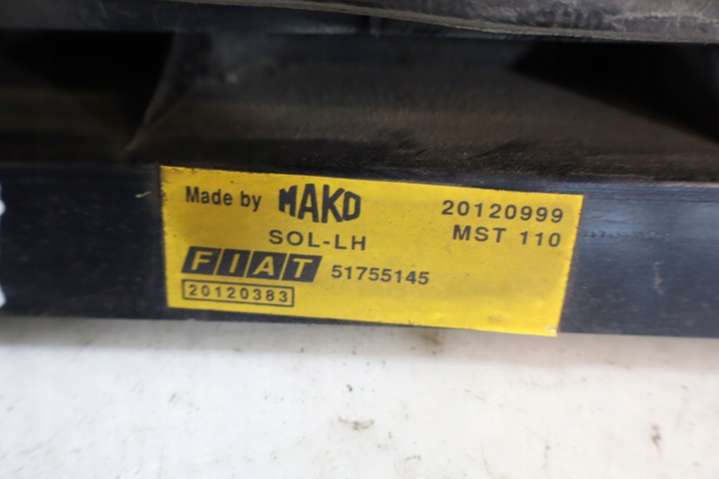 Made by MAKO 20120999
SOL-LH MST 110
FIAT 51755145
20120383